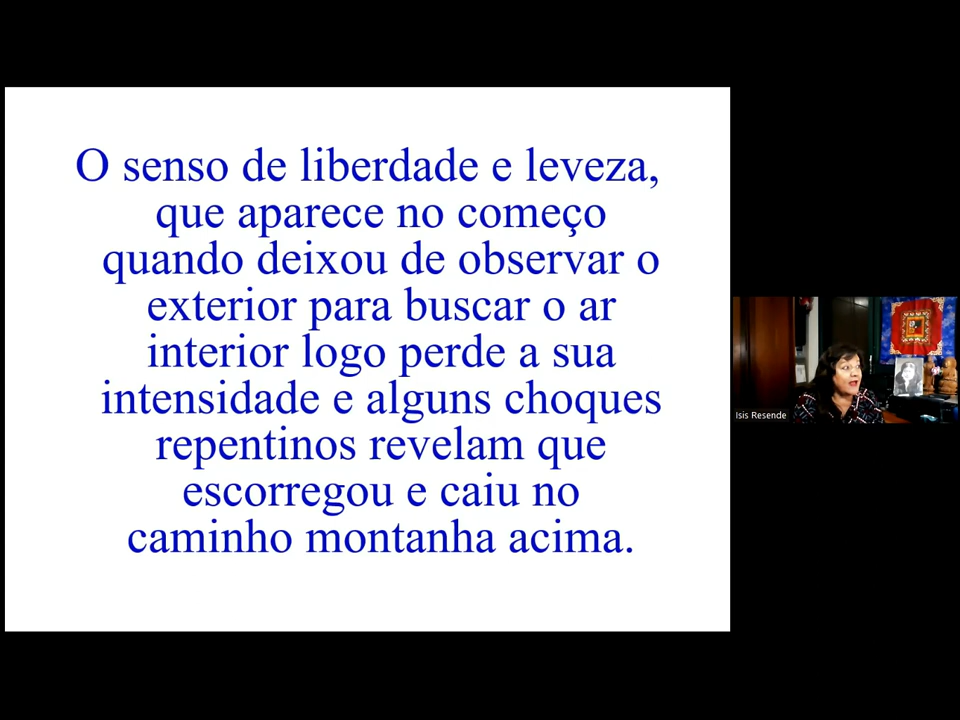 O senso de liberdade e leveza,
que aparece no começo
quando deixou de observar o
exterior para buscar o ar
interior logo perde a sua
intensidade e alguns choques
repentinos revelam que
escorregou e caiu no
caminho montanha acima.
Isis Resende